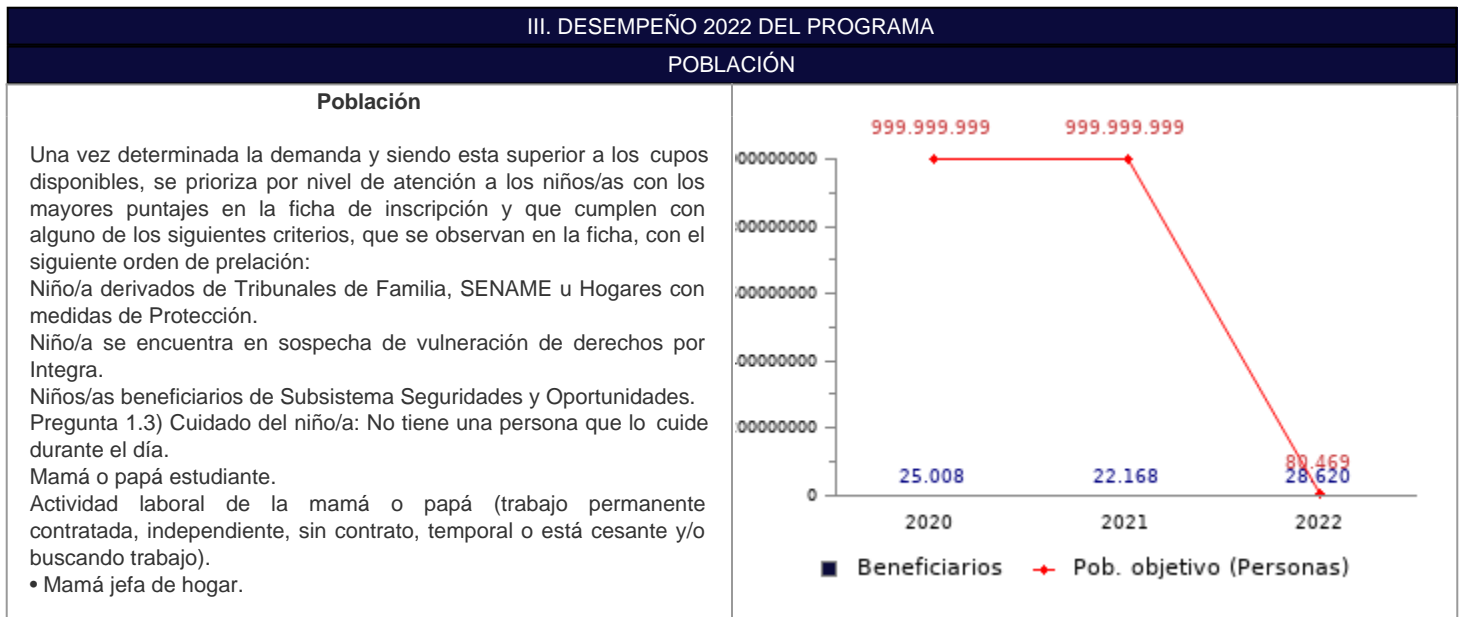 III. DESEMPEÑO 2022 DEL PROGRAMA
POBLACIÓN
Población
Una vez determinada la demanda y siendo esta superior a los cupos
disponibles, se prioriza por nivel de atención a los niños/as con los
mayores puntajes en la ficha de inscripción y que cumplen con
alguno de los siguientes criterios, que se observan en la ficha, con el
siguiente orden de prelación:
Niño/a derivados de Tribunales de Familia, SENAME u Hogares con
medidas de Protección.
Niño/a se encuentra en sospecha de vulneración de derechos por
Integra.
Niños/as beneficiarios de Subsistema Seguridades y Oportunidades.
Pregunta 1.3) Cuidado del niño/a: No tiene una persona que lo cuide
durante el día.
Mamá o papá estudiante.
Actividad laboral de la mamá o papá (trabajo permanente
contratada, independiente, sin contrato, temporal o está cesante y/o
buscando trabajo).
• Mamá jefa de hogar.
999.999.999 999.999.999
80.469
25.008 22.168 28.620
0
2020 2021 2022
Beneficiarios Pob. objetivo (Personas)